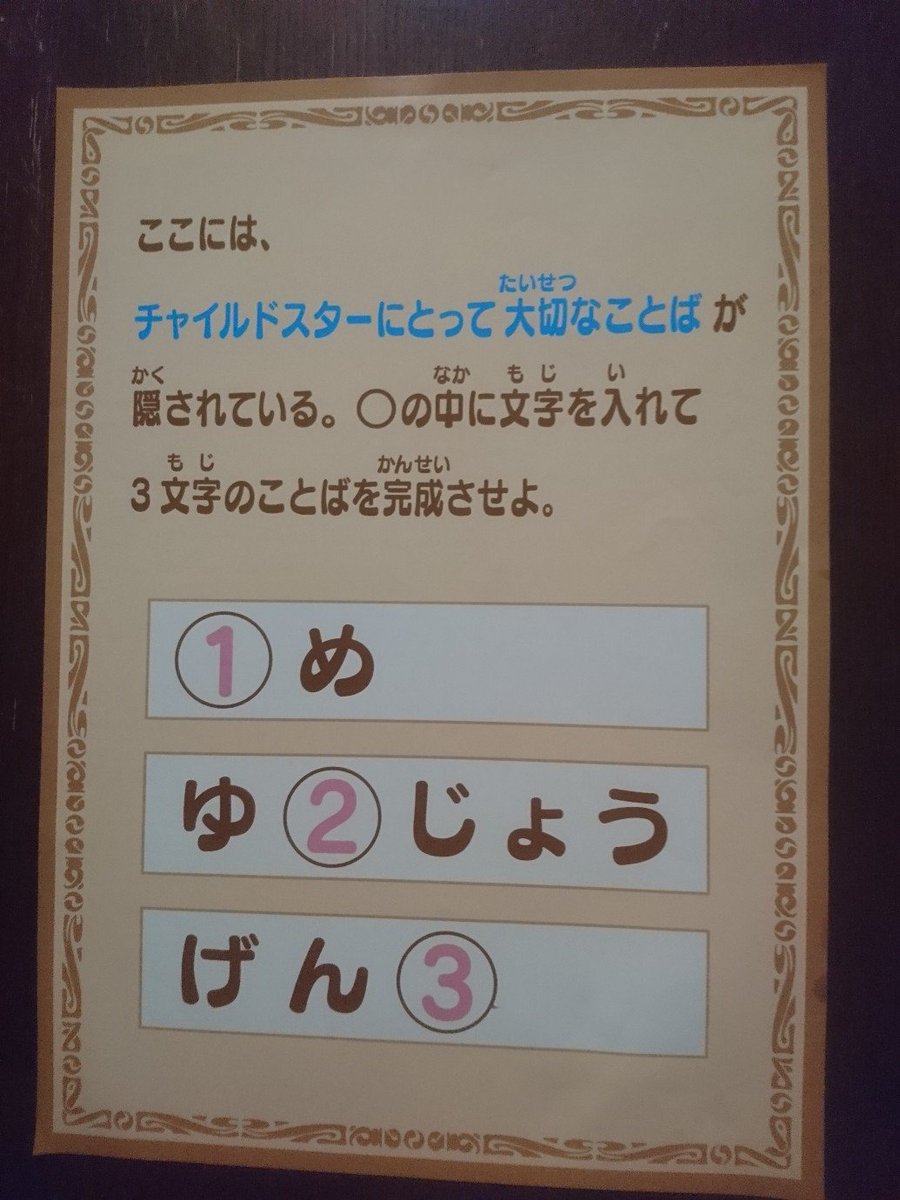 ここには、
たいせつ
チャイルドスターにとって大切なことばが
かく なか もじ い
隠されている。○の中に文字を入れて
もじ かんせい
3文字のことばを完成させよ。
①め
ゆ②じょう
げん③